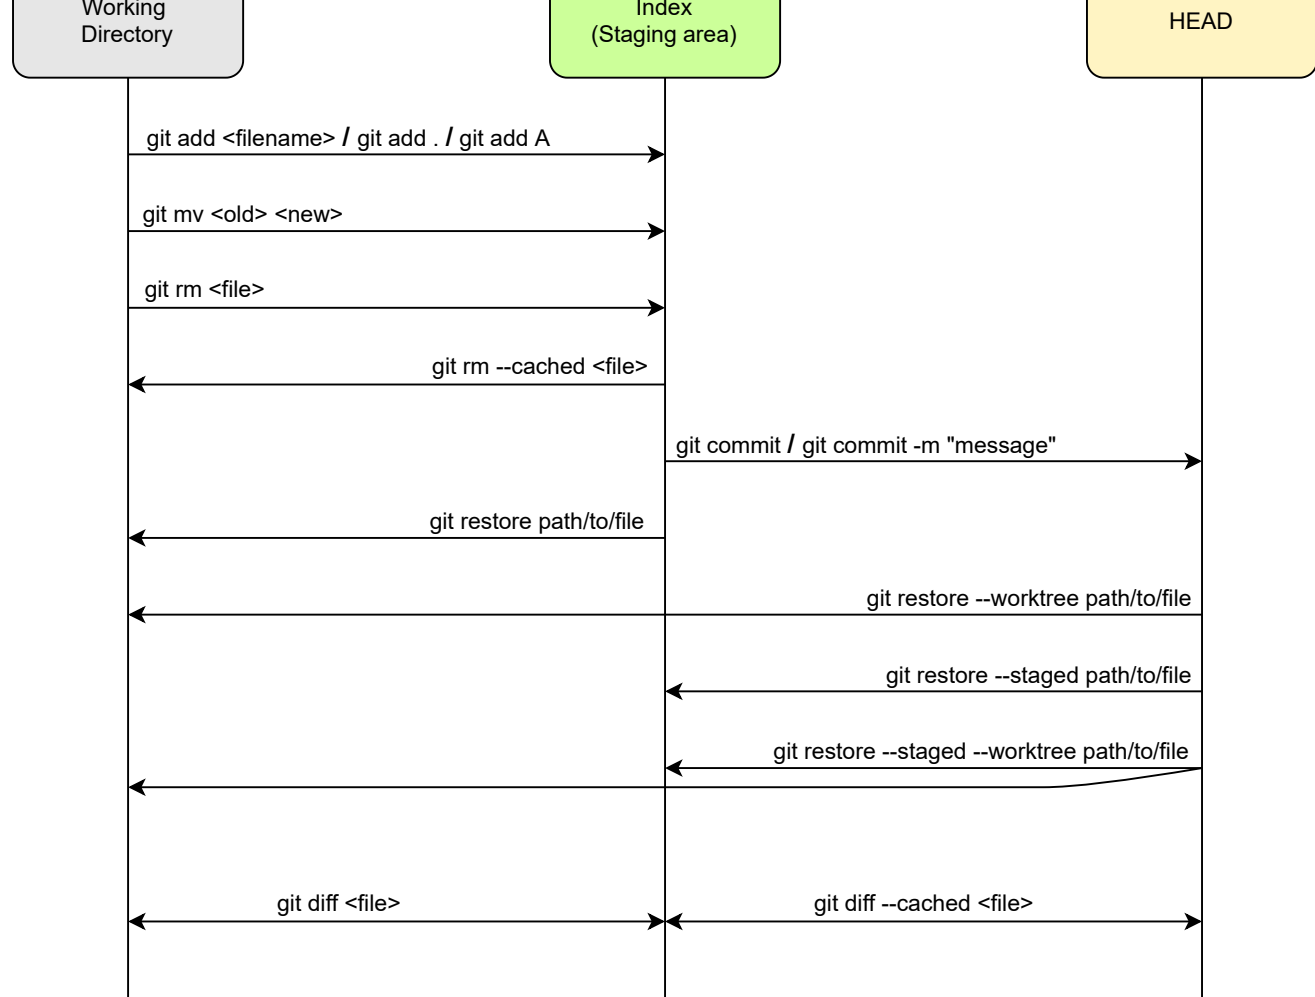 Working
Directory
Index
(Staging area)
HEAD
git add <filename> / git add . / git add A
git mv <old> <new>
git rm <file>
git rm --cached <file>
git commit / git commit -m "message"
git restore path/to/file
git restore --worktree path/to/file
git restore --staged path/to/file
git restore --staged --worktree path/to/file
git diff <file>
git diff --cached <file>